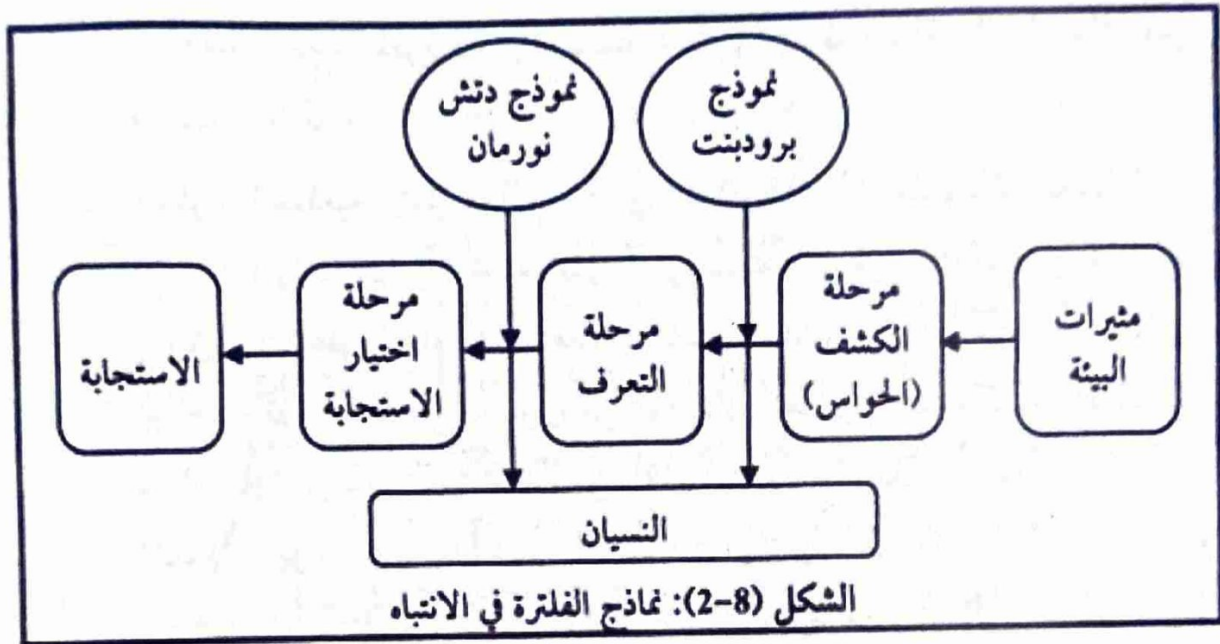 نموذج
برودبنت
نموذج دتش
نورمان
مثيرات
البيئة
مرحلة
الكشف
(الحواس)
مرحلة
التعرف
مرحلة
اختيار
الاستجابة
الاستجابة
النسيان
الشكل (8-2): نماذج الفلترة في الانتباه